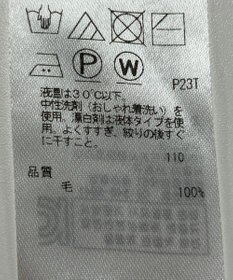 P W
P23T
液温は30℃以下、
中性洗剤（おしゃれ着洗い）を
使用、漂白剤は液体タイプを使
用、よくすすぎ、絞りの後すぐ
に干すこと。
110
品質
毛 100%